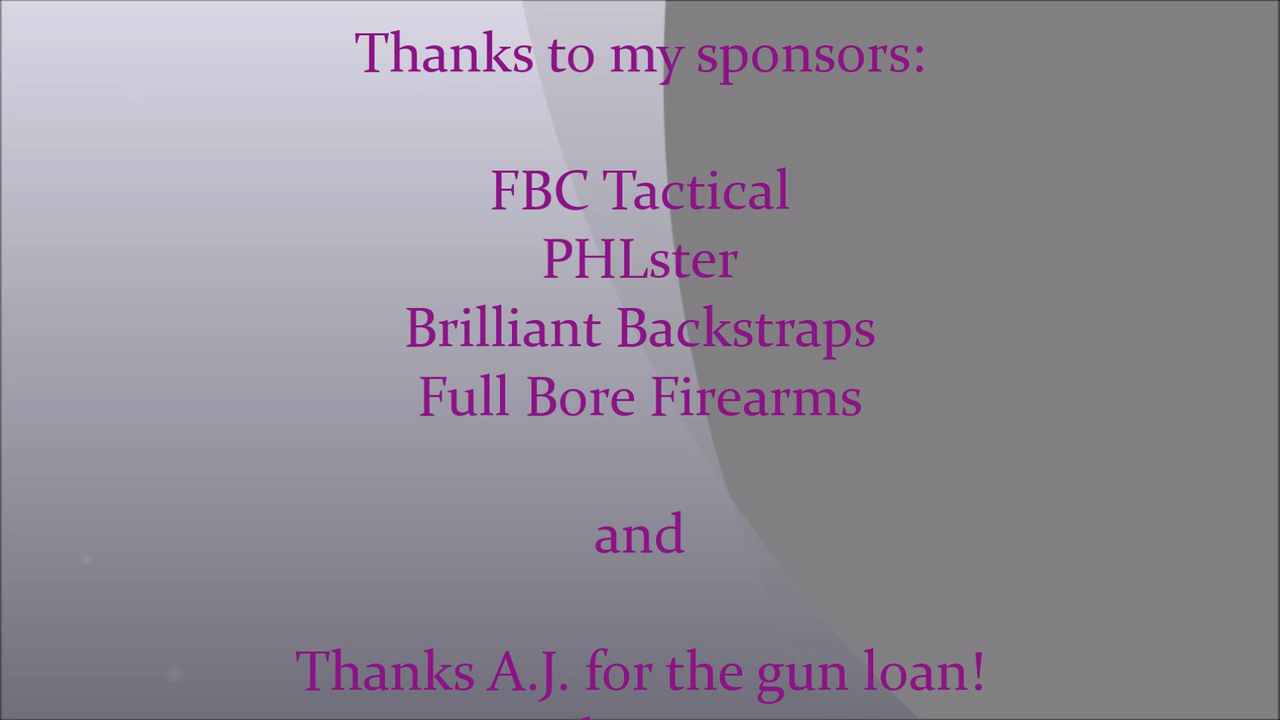 Thanks to my sponsors:
FBC Tactical
PHLster
Brilliant Backstraps
Full Bore Firearms
and
Thanks A.J. for the gun loan!